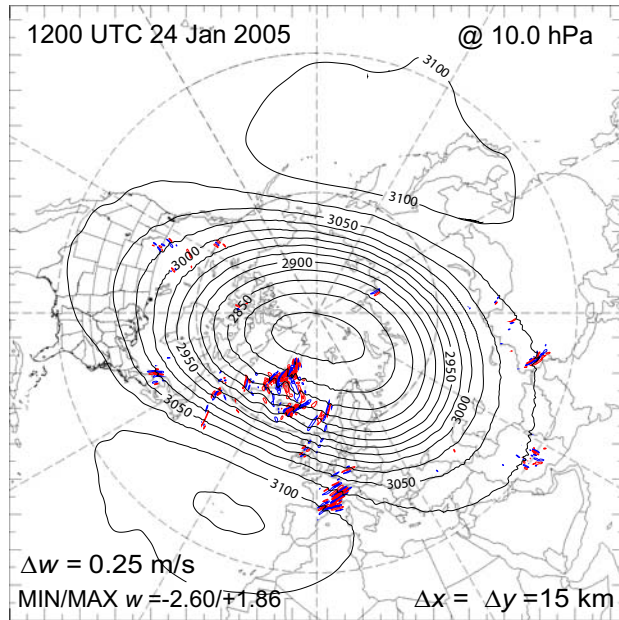 1200 UTC 24 Jan 2005
@ 10.0 hPa
3100
3100
3050
3000
2900
2850
2950
2950
3000
3050
3050
3100
Δw = 0.25 m/s
MIN/MAX w =-2.60/+1.86
Δx = Δy =15 km